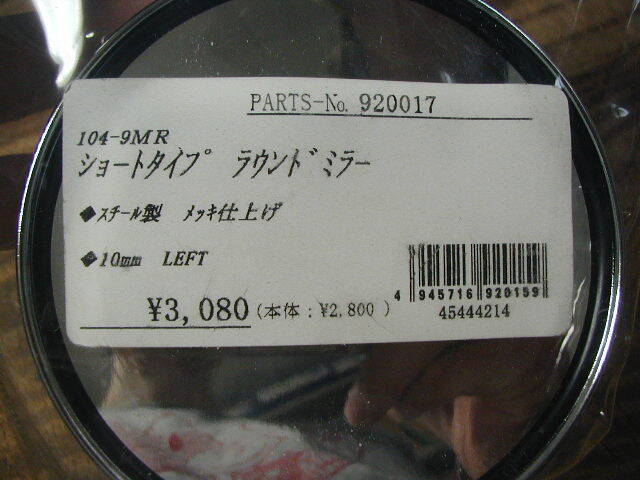 PARTS-No. 920017
104-9MR
ショートタイプ ラウンドミラー
◆スチール製 メッキ仕上げ
◆10mm LEFT
¥3,080(本体:¥2,800 )
4 945716 920159
45444214